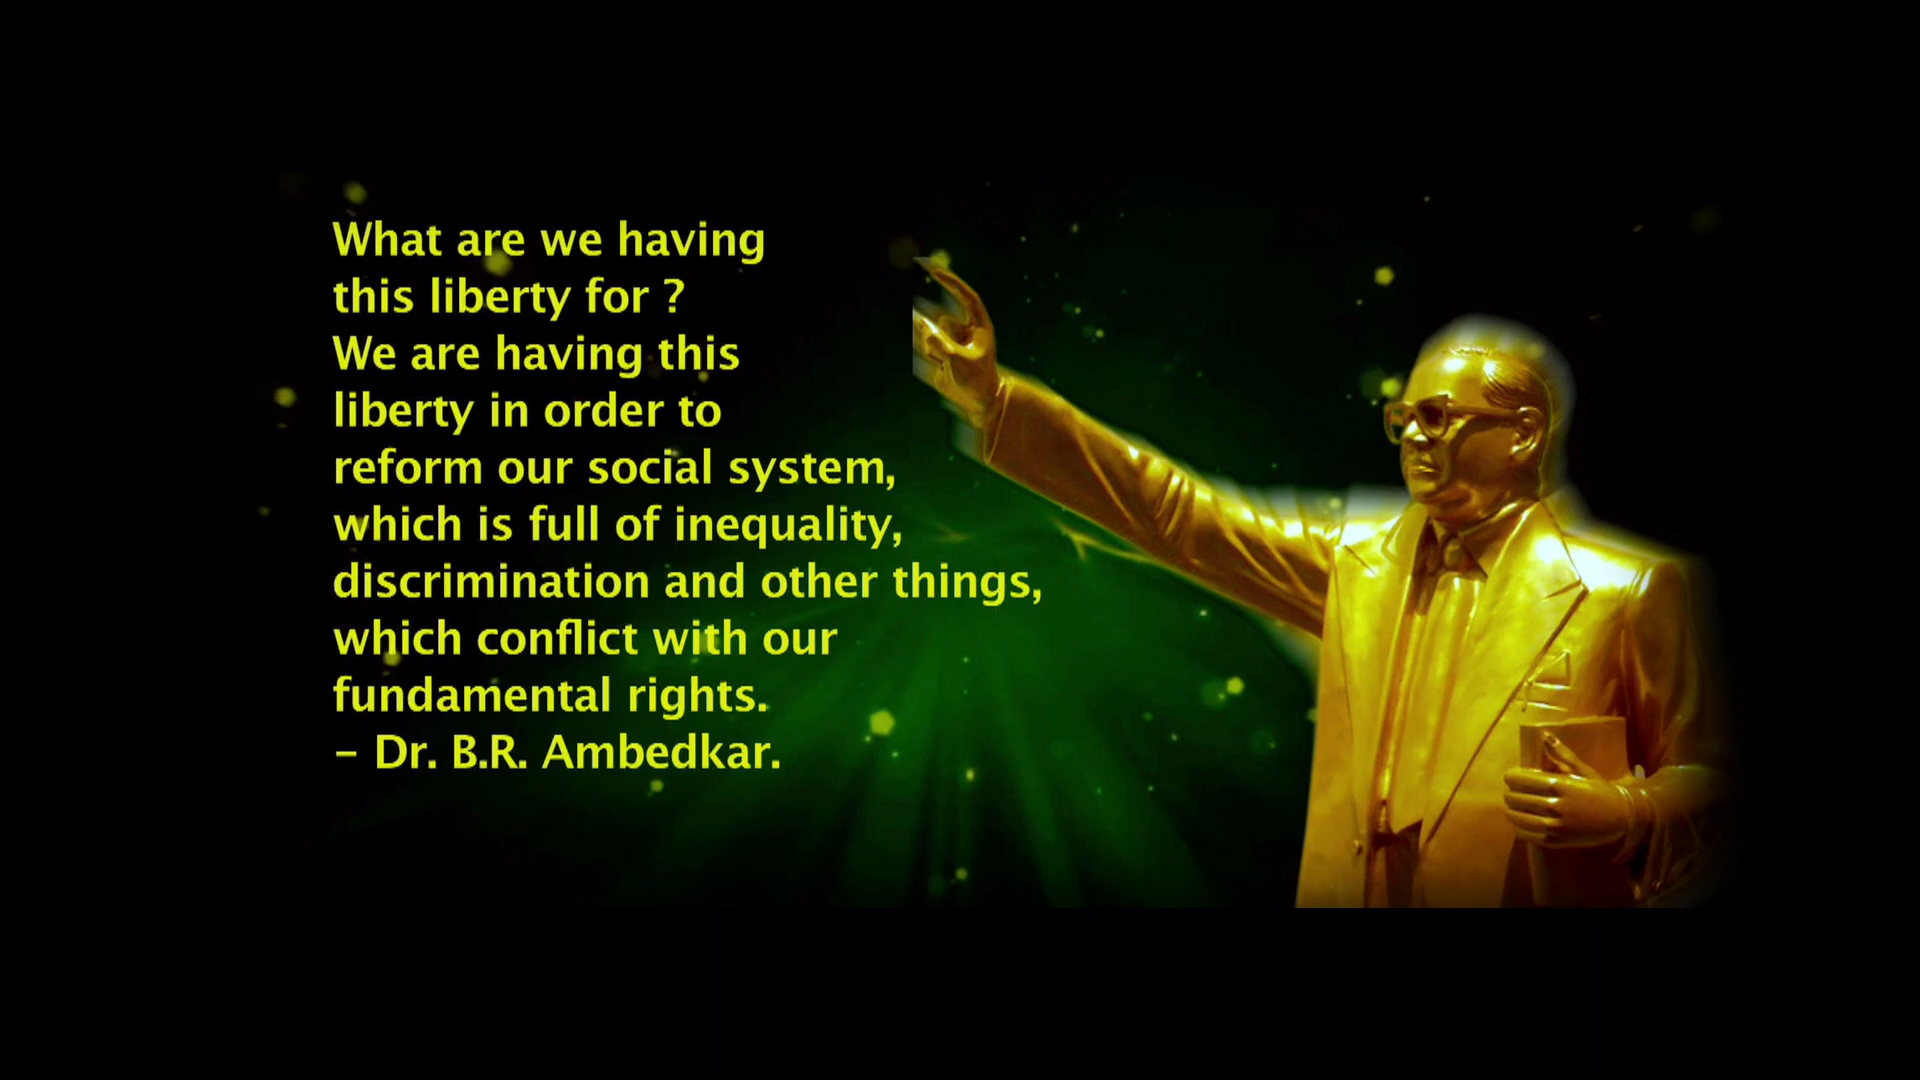 What are we having
this liberty for ?
We are having this
liberty in order to
reform our social system,
which is full of inequality,
discrimination and other things,
which conflict with our
fundamental rights.
– Dr. B.R. Ambedkar.